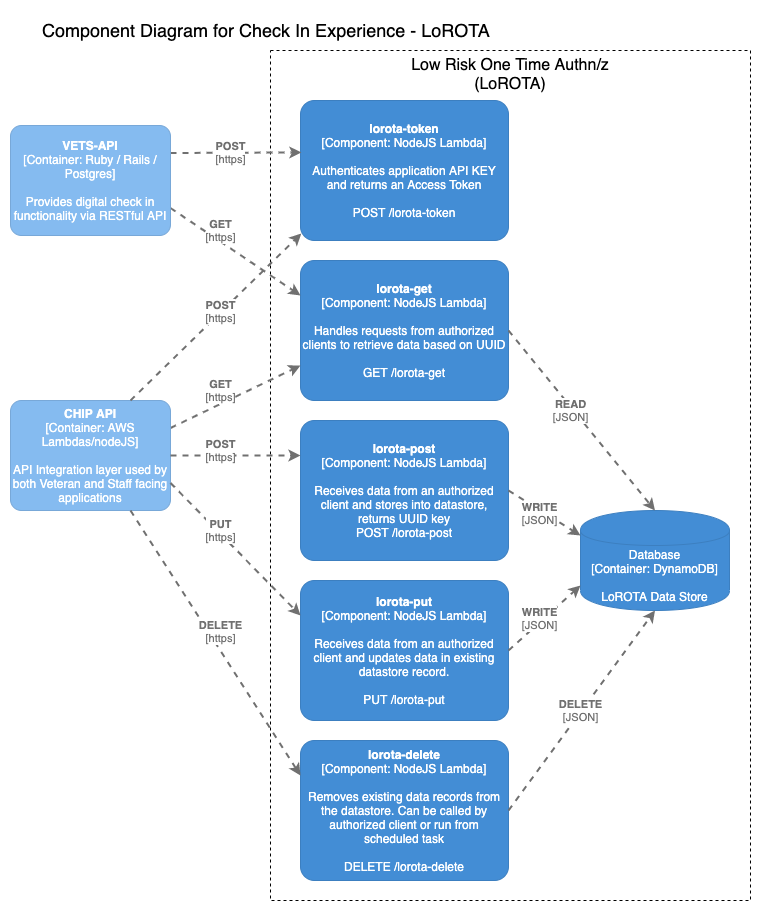 Component Diagram for Check In Experience - LoROTA
Low Risk One Time Authn/z
(LoROTA)
VETS-API
[Container: Ruby / Rails /
Postgres]
Provides digital check in
functionality via RESTful API
POST
[https]
GET
[https]
lorota-token
[Component: NodeJS Lambda]
Authenticates application API KEY
and returns an Access Token
POST /lorota-token
POST
[https]
GET
[https]
lorota-get
[Component: NodeJS Lambda]
Handles requests from authorized
clients to retrieve data based on UUID
GET /lorota-get
READ
[JSON]
CHIP API
[Container: AWS
Lambdas/nodeJS]
API Integration layer used by
both Veteran and Staff facing
applications
POST
[https]
PUT
[https]
DELETE
[https]
lorota-post
[Component: NodeJS Lambda]
Receives data from an authorized
client and stores into datastore,
returns UUID key
POST /lorota-post
WRITE
[JSON]
Database
[Container: DynamoDB]
LoROTA Data Store
lorota-put
[Component: NodeJS Lambda]
Receives data from an authorized
client and updates data in existing
datastore record.
PUT /lorota-put
WRITE
[JSON]
lorota-delete
[Component: NodeJS Lambda]
Removes existing data records from
the datastore. Can be called by
authorized client or run from
scheduled task
DELETE /lorota-delete
DELETE
[JSON]